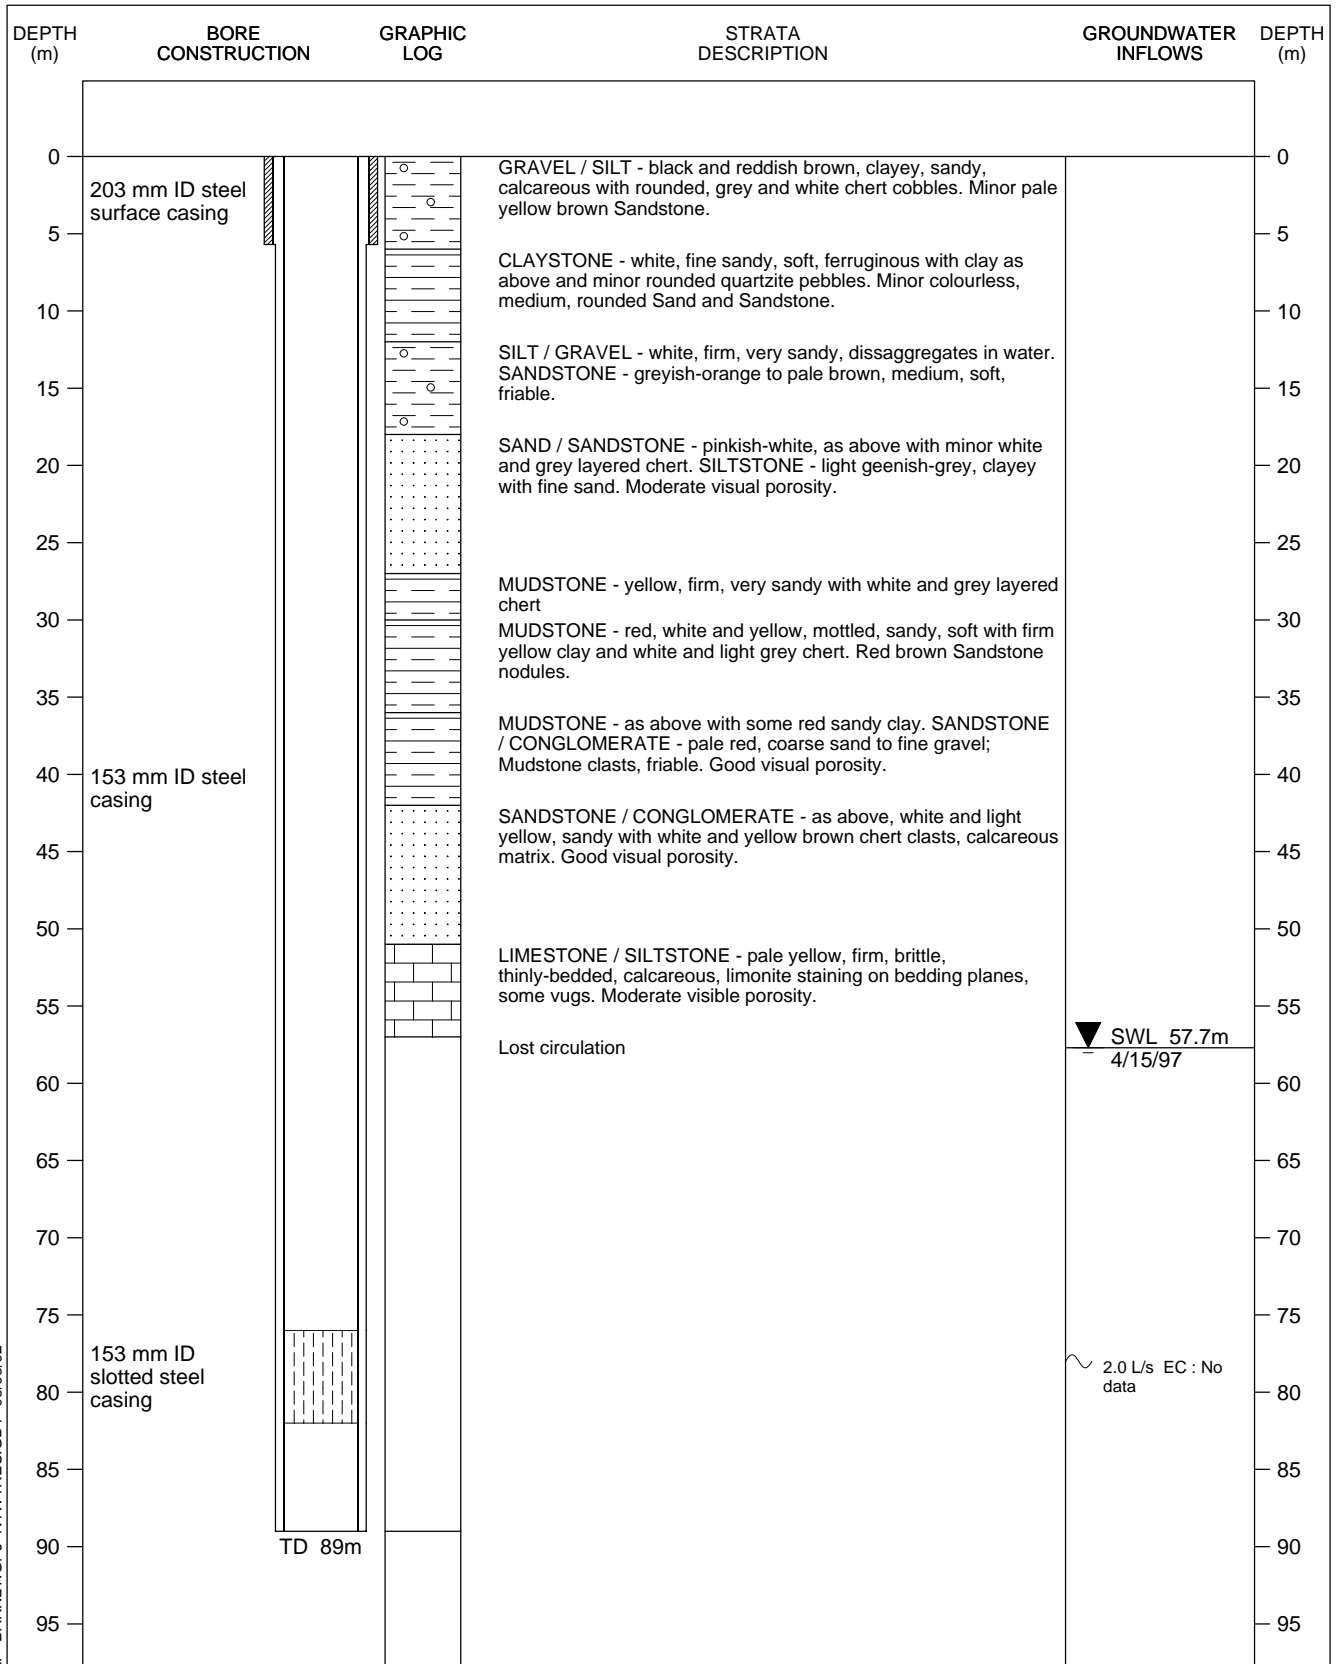 DEPTH
(m)
BORE
CONSTRUCTION
GRAPHIC
LOG
STRATA
DESCRIPTION
GROUNDWATER
INFLOWS
DEPTH
(m)
0
5
10
15
20
25
30
35
40
45
50
55
60
65
70
75
80
85
90
95
203 mm ID steel
surface casing
153 mm ID steel
casing
153 mm ID
slotted steel
casing
TD 89m
GRAVEL / SILT - black and reddish brown, clayey, sandy,
calcareous with rounded, grey and white chert cobbles. Minor pale
yellow brown Sandstone.
CLAYSTONE - white, fine sandy, soft, ferruginous with clay as
above and minor rounded quartzite pebbles. Minor colourless,
medium, rounded Sand and Sandstone.
SILT / GRAVEL - white, firm, very sandy, dissaggregates in water.
SANDSTONE - greyish-orange to pale brown, medium, soft,
friable.
SAND / SANDSTONE - pinkish-white, as above with minor white
and grey layered chert. SILTSTONE - light geenish-grey, clayey
with fine sand. Moderate visual porosity.
MUDSTONE - yellow, firm, very sandy with white and grey layered
chert
MUDSTONE - red, white and yellow, mottled, sandy, soft with firm
yellow clay and white and light grey chert. Red brown Sandstone
nodules.
MUDSTONE - as above with some red sandy clay. SANDSTONE
/ CONGLOMERATE - pale red, coarse sand to fine gravel;
Mudstone clasts, friable. Good visual porosity.
SANDSTONE / CONGLOMERATE - as above, white and light
yellow, sandy with white and yellow brown chert clasts, calcareous
matrix. Good visual porosity.
LIMESTONE / SILTSTONE - pale yellow, firm, brittle,
thinly-bedded, calcareous, limonite staining on bedding planes,
some vugs. Moderate visible porosity.
Lost circulation
SWL 57.7m
4/15/97
2.0 L/s EC : No
data
0
5
10
15
20
25
30
35
40
45
50
55
60
65
70
75
80
85
90
95